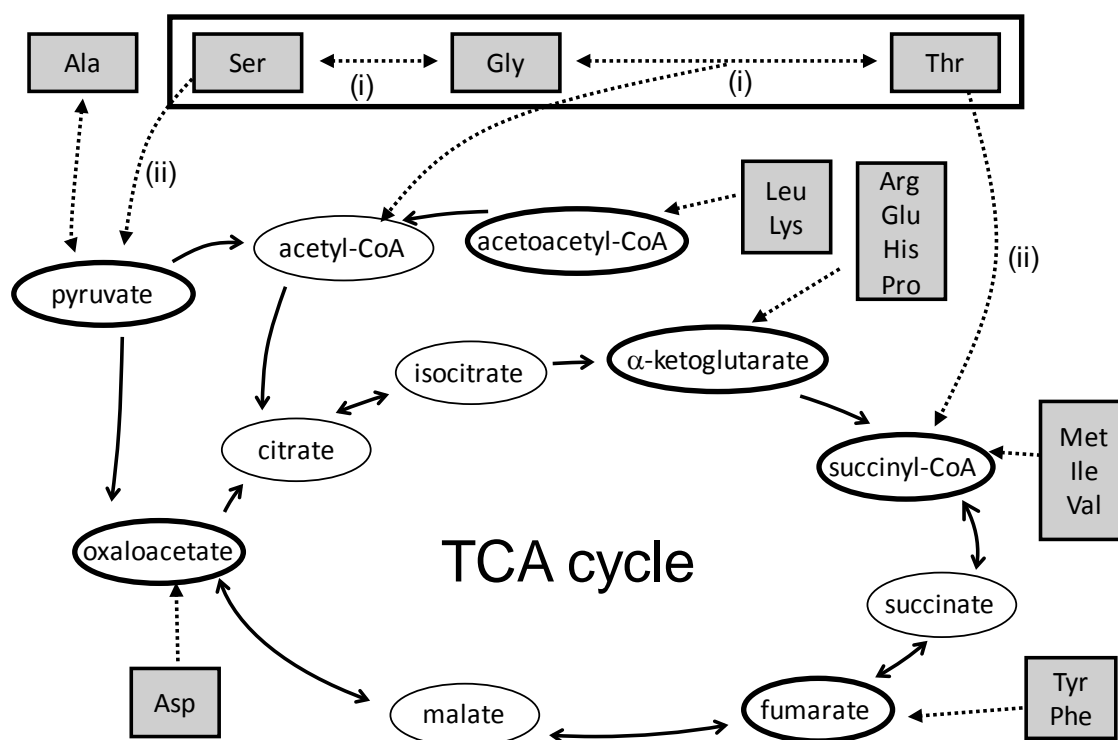 Ala
Ser
Gly
Thr
(i)
(i)
(ii)
Leu
Lys
Arg
Glu
His
Pro
(ii)
acetyl-CoA
acetoacetyl-CoA
pyruvate
isocitrate
α-ketoglutarate
citrate
succinyl-CoA
Met
Ile
Val
oxaloacetate
TCA cycle
succinate
Asp
malate
fumarate
Tyr
Phe